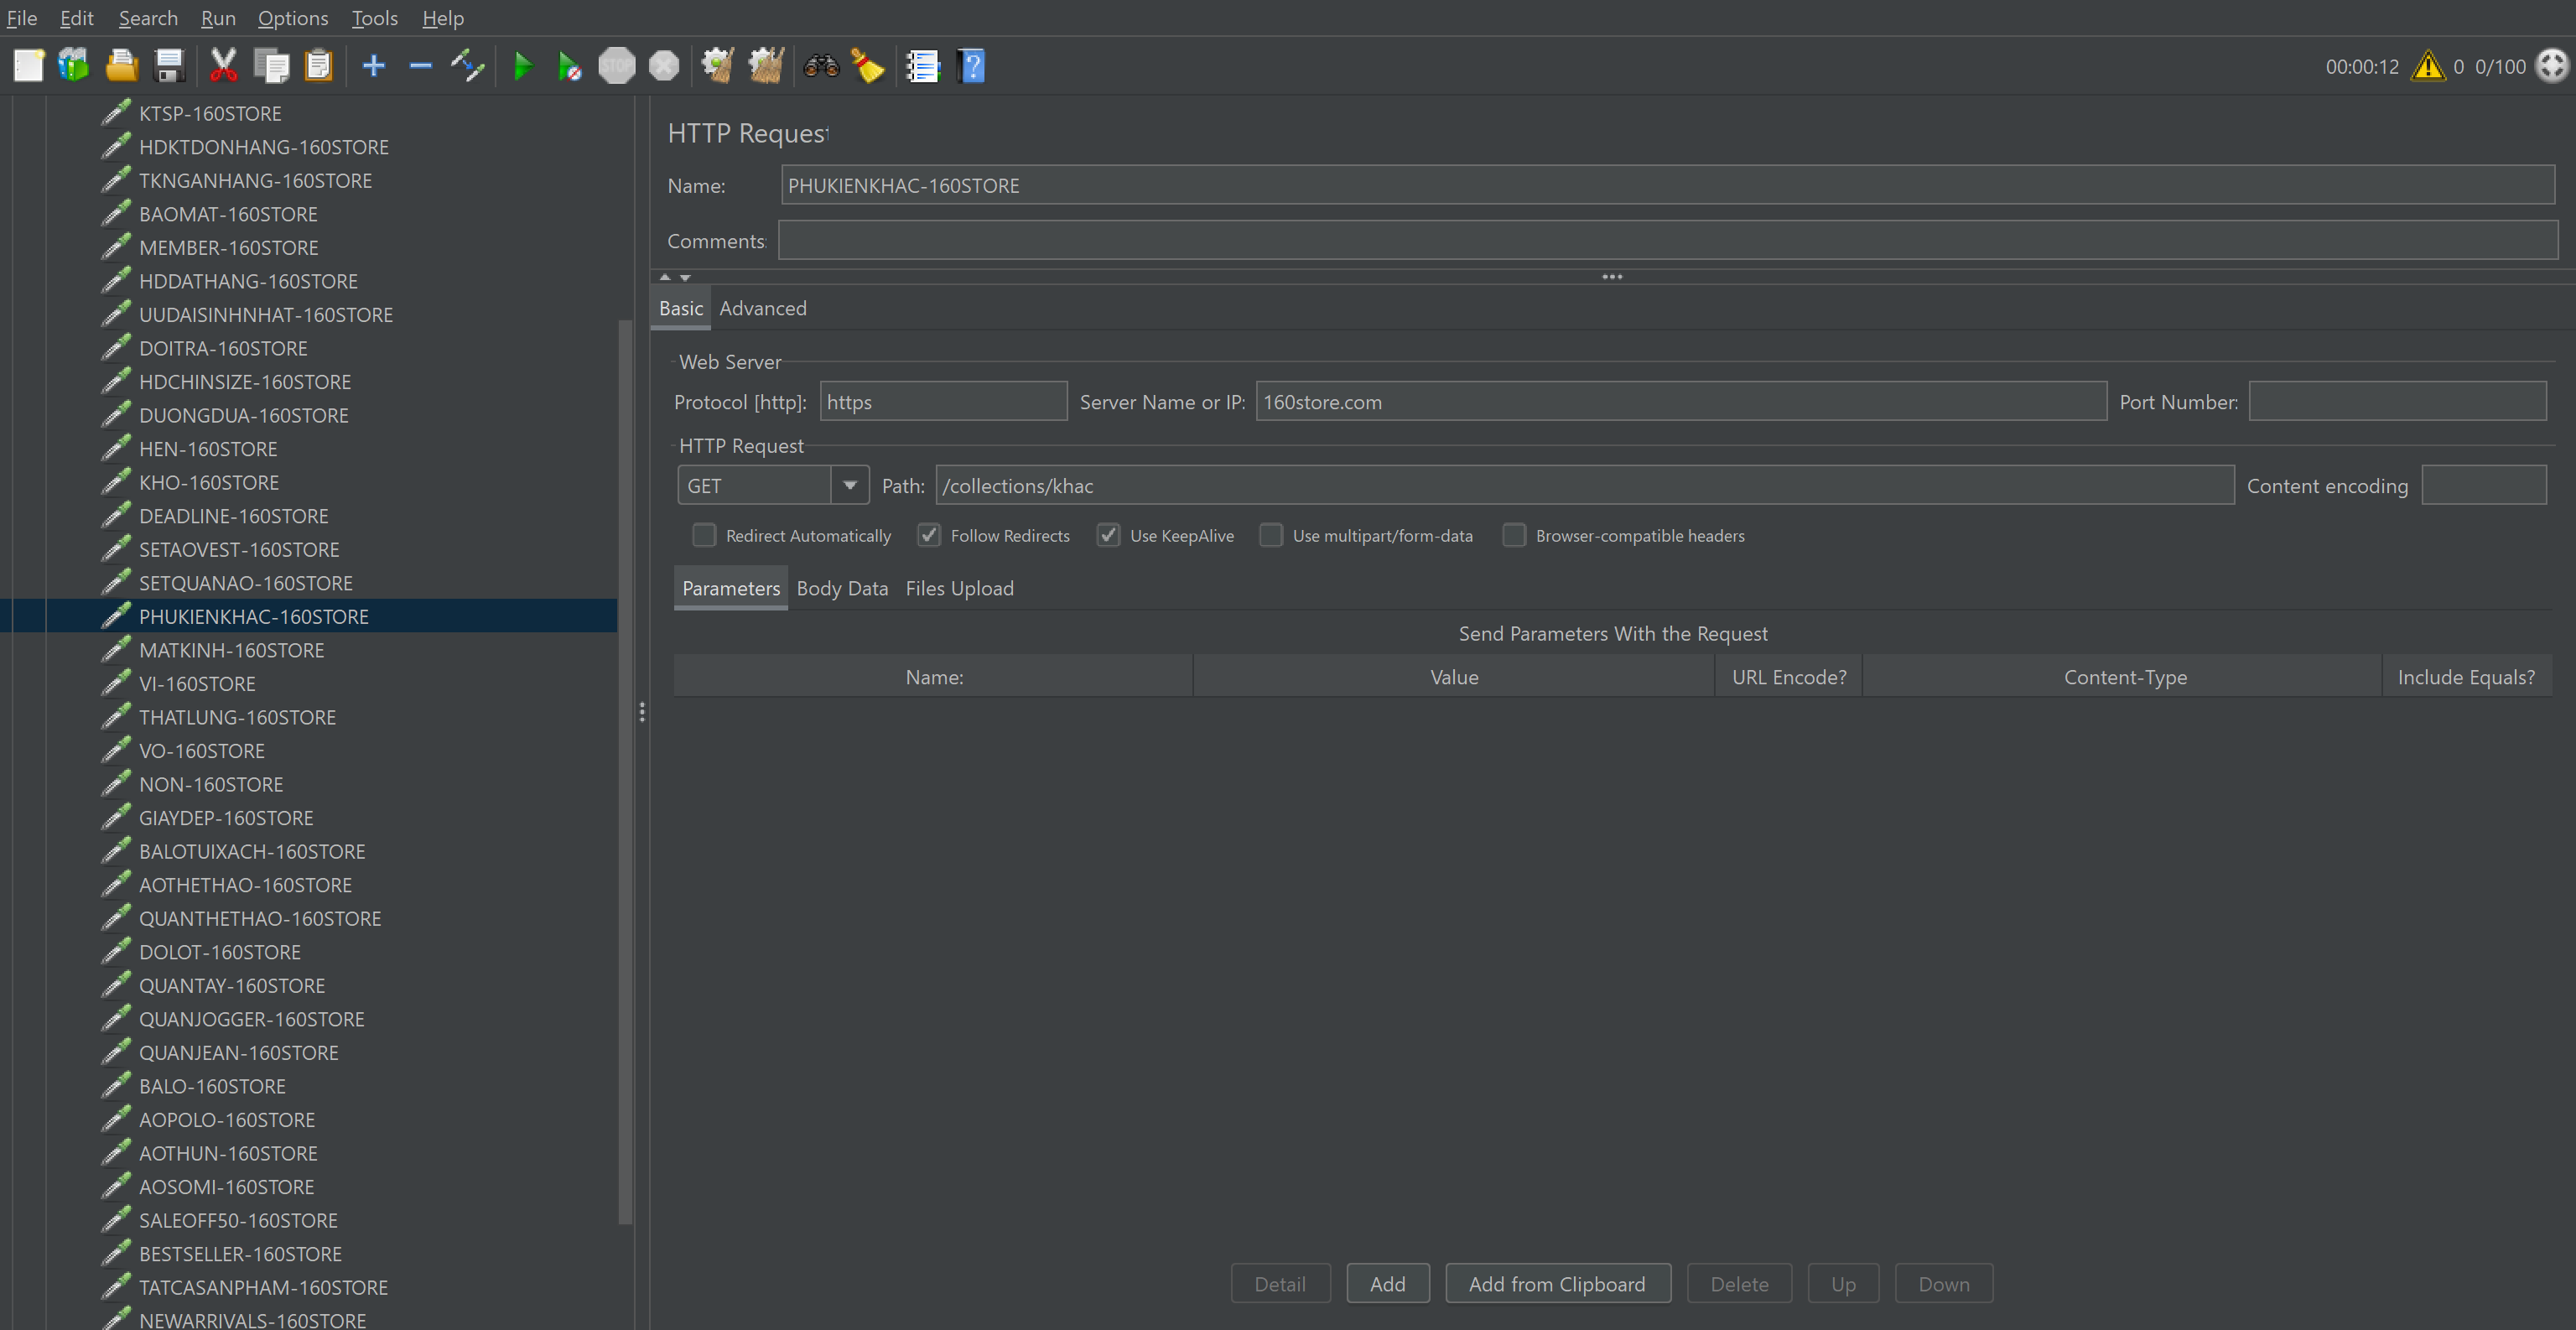 File Edit Search Run Options Tools Help
00:00:12 0 0/100
KTSP-160STORE
HDKTDONHANG-160STORE
TKNGANHANG-160STORE
BAOMAT-160STORE
MEMBER-160STORE
HDDATHANG-160STORE
UUDAISINHNHAT-160STORE
DOITRA-160STORE
HDCHINSIZE-160STORE
DUONGDUA-160STORE
HEN-160STORE
KHO-160STORE
DEADLINE-160STORE
SETAOVEST-160STORE
SETQUANAO-160STORE
PHUKIENKHAC-160STORE
MATKINH-160STORE
VI-160STORE
THATLUNG-160STORE
VO-160STORE
NON-160STORE
GIAYDEP-160STORE
BALOTUIXACH-160STORE
AOTHETHAO-160STORE
QUANTHETHAO-160STORE
DOLOT-160STORE
QUANTAY-160STORE
QUANJOGGER-160STORE
QUANJEAN-160STORE
BALO-160STORE
AOPOLO-160STORE
AOTHUN-160STORE
AOSOMI-160STORE
SALEOFF50-160STORE
BESTSELLER-160STORE
TATCASANPHAM-160STORE
NEWARRIVALS-160STORE
HTTP Request
Name: PHUKIENKHAC-160STORE
Comments:
Basic Advanced
Web Server
Protocol [http]: https Server Name or IP: 160store.com Port Number:
HTTP Request
GET Path: /collections/khac Content encoding
Redirect Automatically Follow Redirects Use KeepAlive Use multipart/form-data Browser-compatible headers
Parameters Body Data Files Upload
Send Parameters With the Request
Name: Value URL Encode? Content-Type Include Equals?
Detail Add Add from Clipboard Delete Up Down